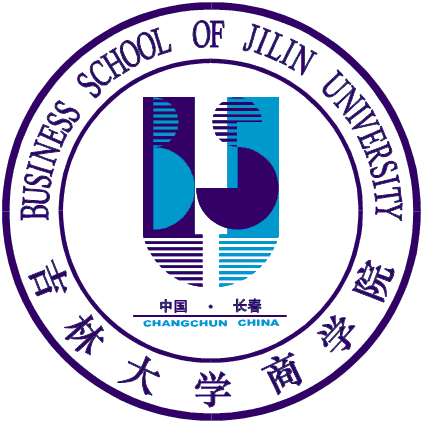 BUSINESS SCHOOL OF JILIN UNIVERSITY
中国 · 长春
CHANGCHUN CHINA
吉林大学商学院